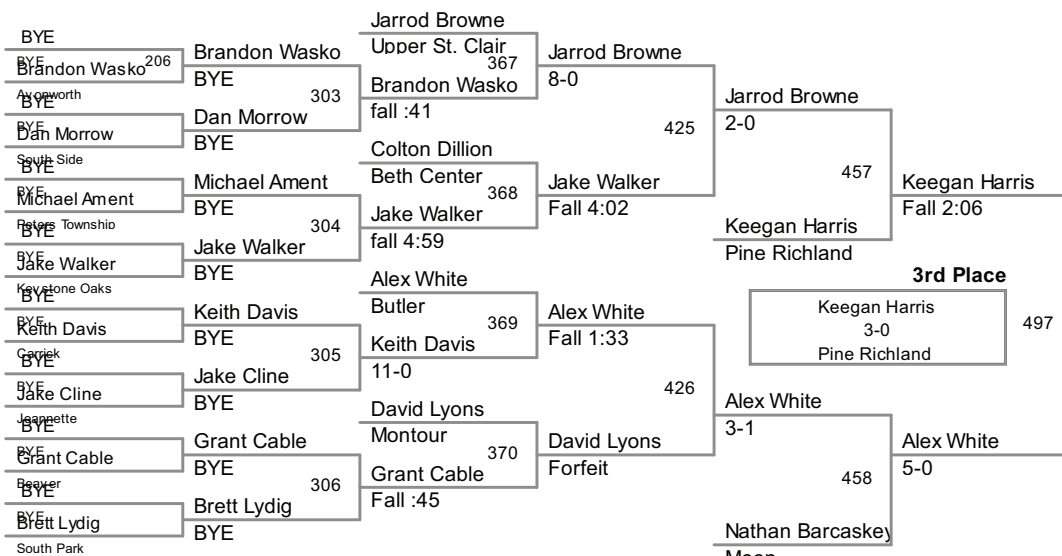 BYE
BYE
Brandon Wasko
206
Avonworth
BYE
BYE
Dan Morrow
South Side
BYE
BYE
Michael Ament
Peters Township
BYE
BYE
Jake Walker
Keystone Oaks
BYE
BYE
Keith Davis
Carrick
BYE
BYE
Jake Cline
Jeannette
BYE
BYE
Grant Cable
Beaver
BYE
BYE
Brett Lydig
South Park
Brandon Wasko
BYE
303
Dan Morrow
BYE
Michael Ament
BYE
304
Jake Walker
BYE
Keith Davis
BYE
305
Jake Cline
BYE
Grant Cable
BYE
306
Brett Lydig
BYE
Jarrod Browne
Upper St. Clair
367
Brandon Wasko
fall :41
Colton Dillion
Beth Center
368
Jake Walker
fall 4:59
Alex White
Butler
369
Keith Davis
11-0
David Lyons
Montour
370
Grant Cable
Fall :45
Jarrod Browne
8-0
425
Jake Walker
Fall 4:02
Alex White
Fall 1:33
426
David Lyons
Forfeit
Jarrod Browne
2-0
457
Keegan Harris
Pine Richland
Alex White
3-1
458
Nathan Barcaskey
Keegan Harris
Fall 2:06
3rd Place
Keegan Harris
3-0
Pine Richland
497
Alex White
5-0